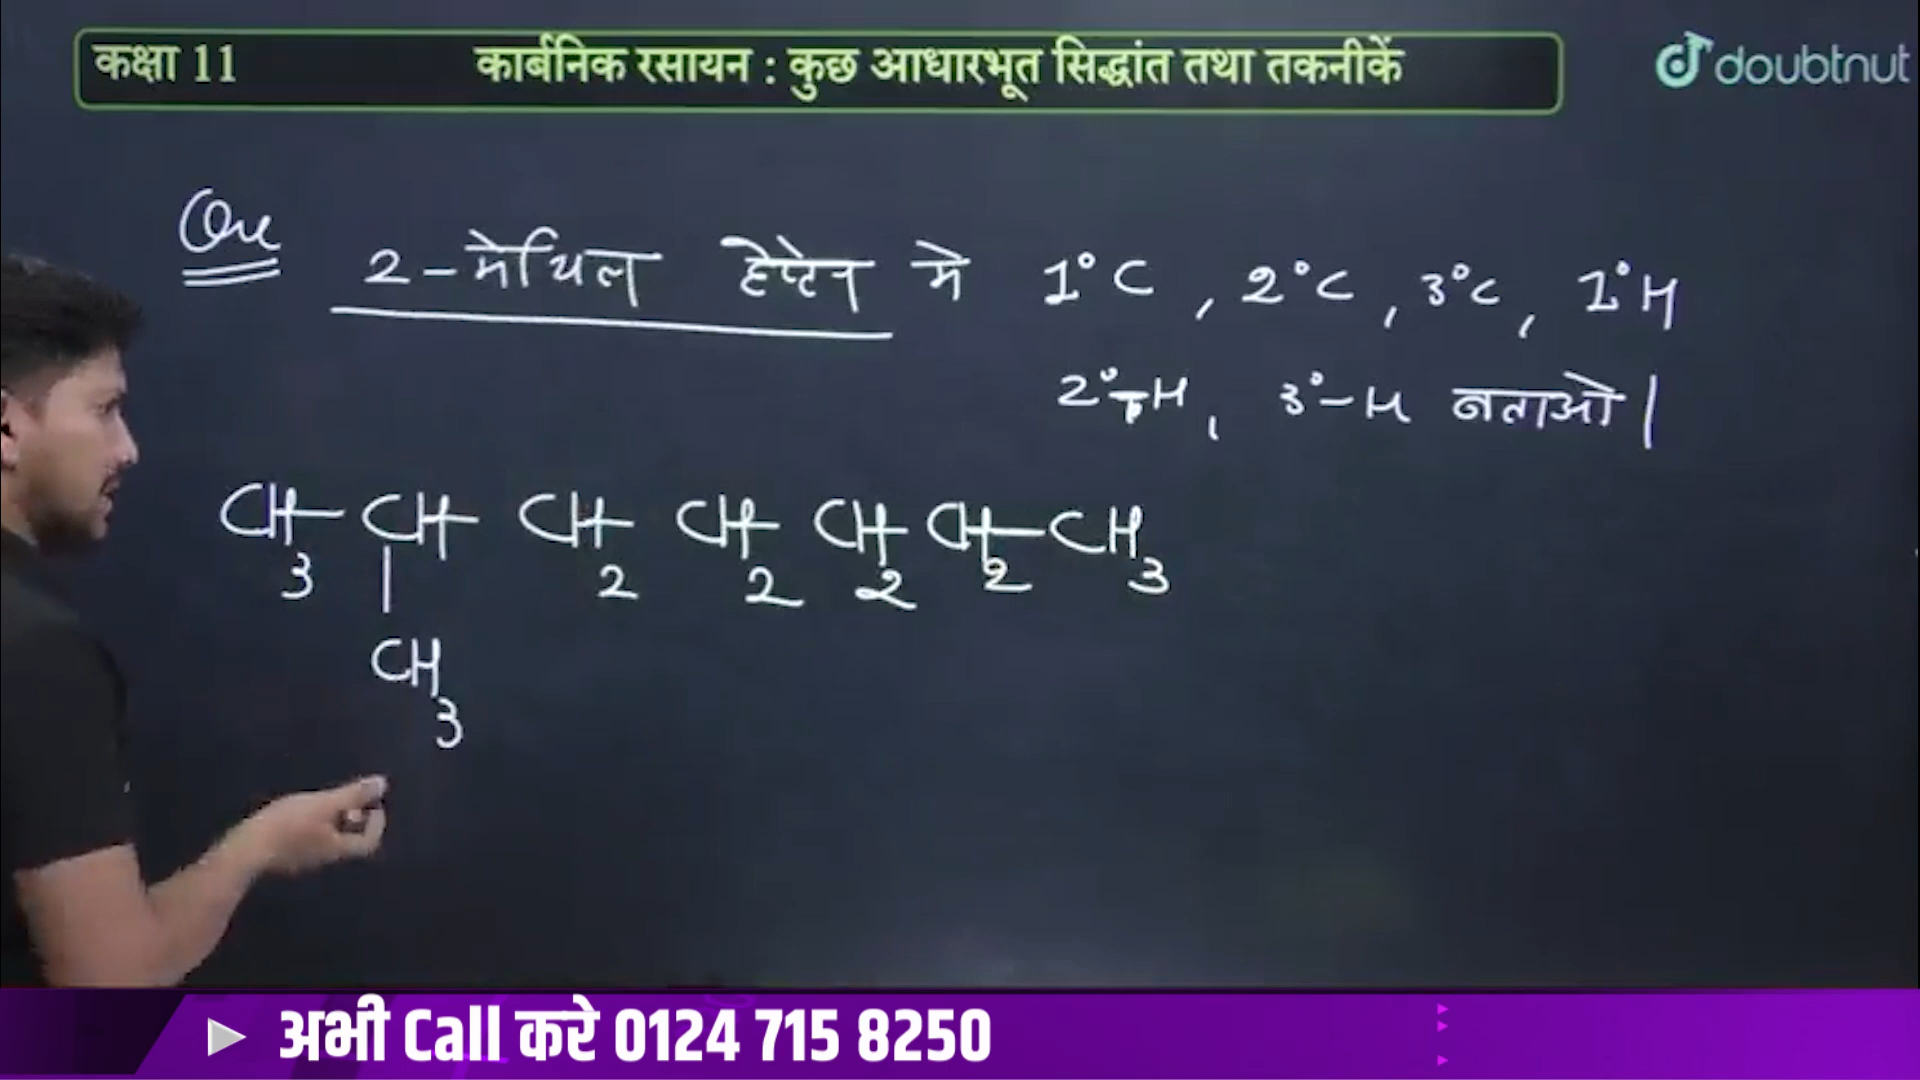 कक्षा 11 कार्बनिक रसायन : कुछ आधारभूत सिद्धांत तथा तकनीकें
doubtnut
Que 2-मेथिल हेप्टेन मे 1°C , 2°C , 3°C , 1°H
2°-H , 3°-H बताओ|
CH3-CH-CH2-CH2-CH2-CH2-CH3
|
CH3
अभी Call करे 0124 715 8250